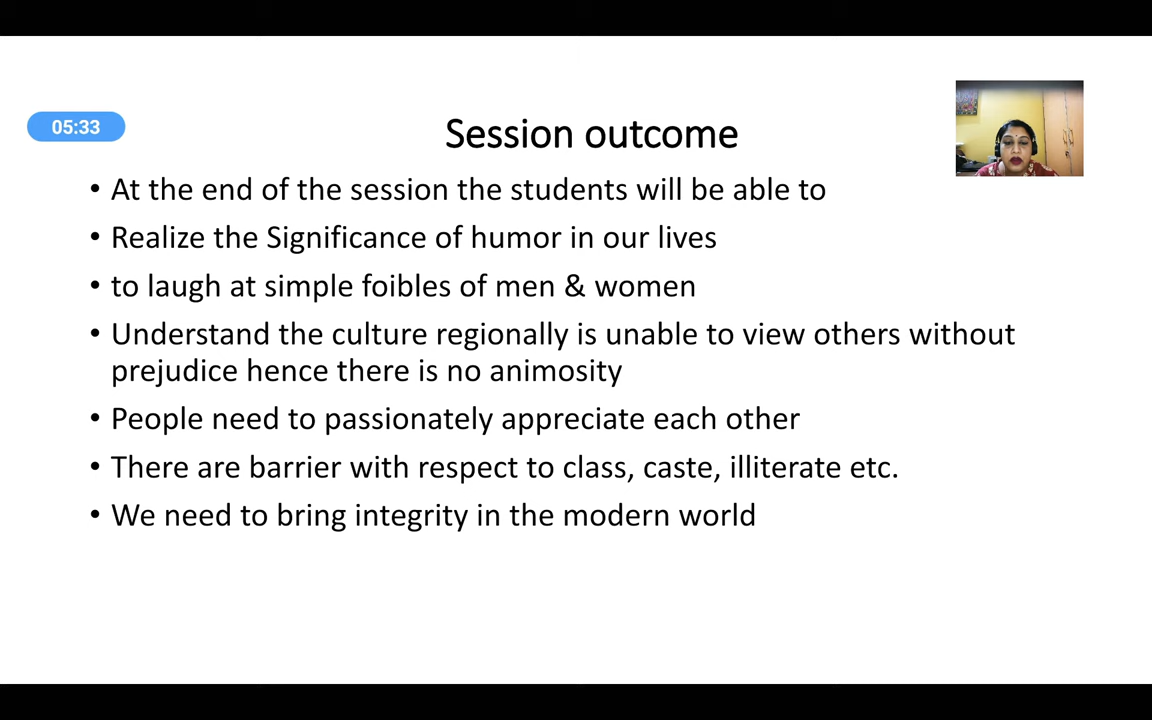 05:33
Session outcome
• At the end of the session the students will be able to
• Realize the Significance of humor in our lives
• to laugh at simple foibles of men & women
• Understand the culture regionally is unable to view others without
prejudice hence there is no animosity
• People need to passionately appreciate each other
• There are barrier with respect to class, caste, illiterate etc.
• We need to bring integrity in the modern world